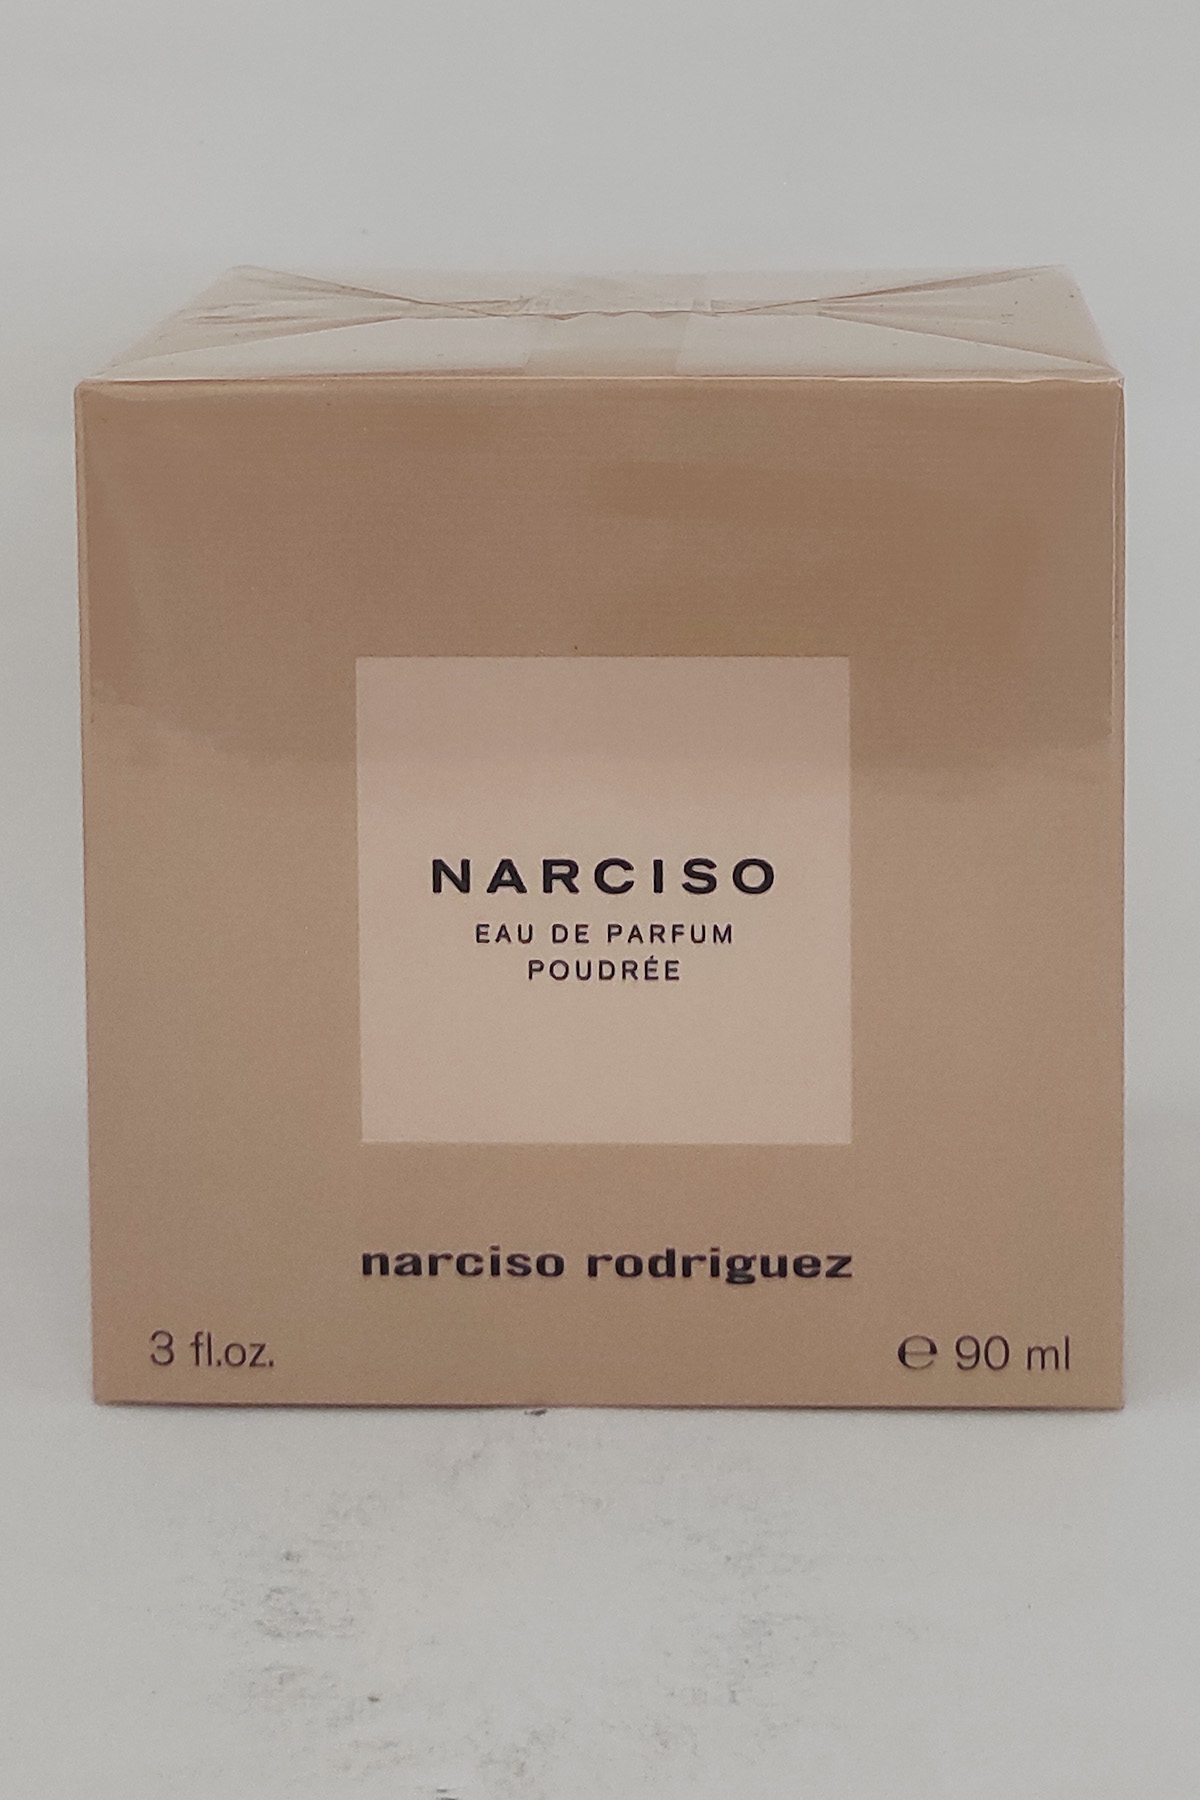 NARCISO
EAU DE PARFUM
POUDRÉE
narciso rodriguez
3 fl.oz. ℮ 90 ml